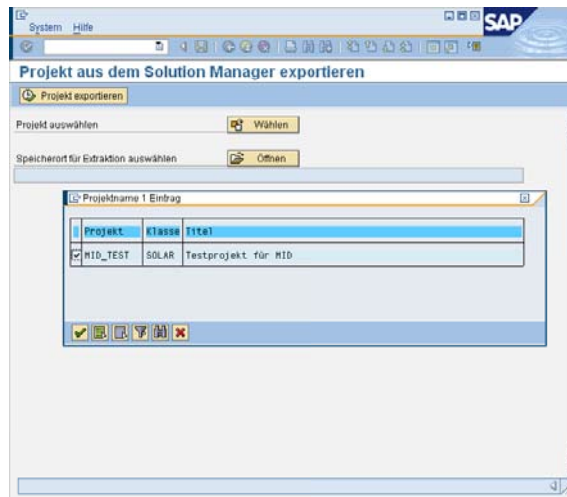 System Hilfe
SAP
Projekt aus dem Solution Manager exportieren
Projekt exportieren
Projekt auswählen Wählen
Speicherort für Extraktion auswählen Öffnen
Projektname 1 Eintrag
Projekt Klasse Titel
MID_TEST SOLAR Testprojekt für MID